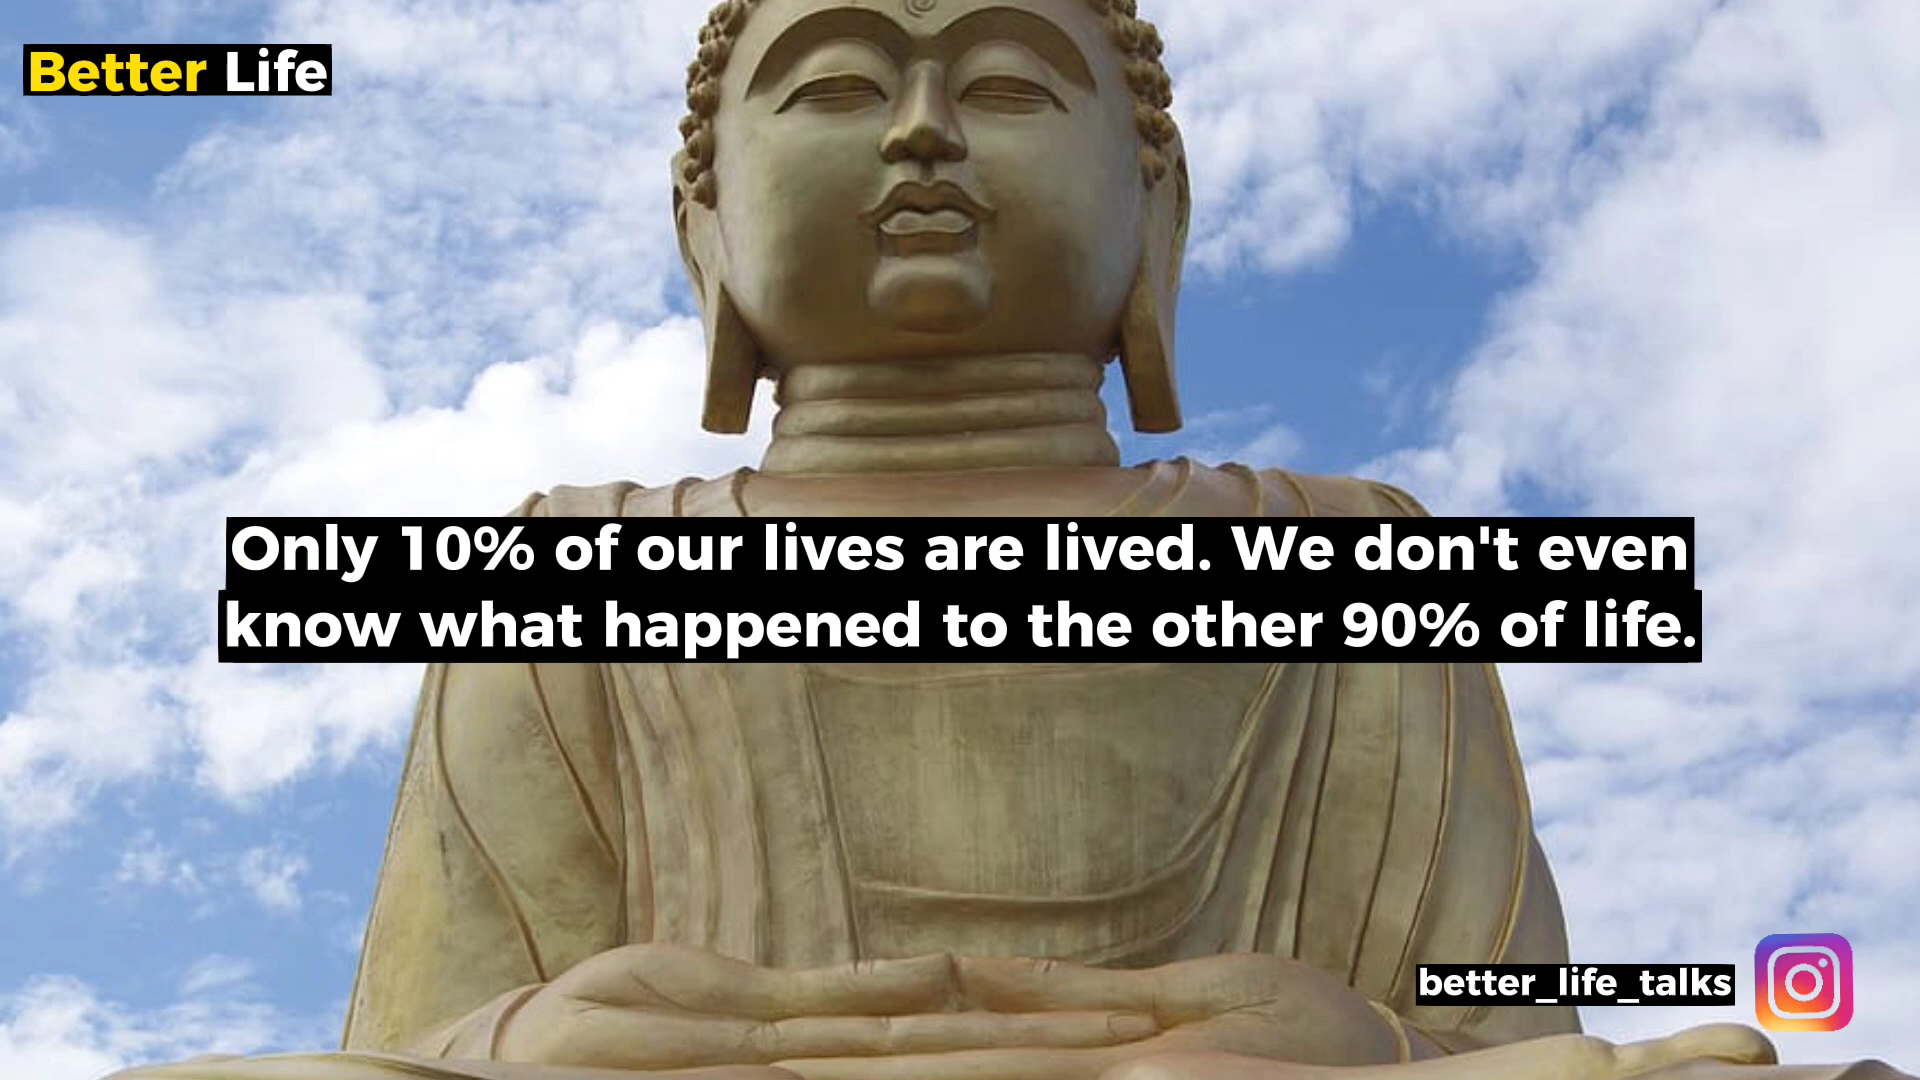 Better Life
Only 10% of our lives are lived. We don't even
know what happened to the other 90% of life.
better_life_talks